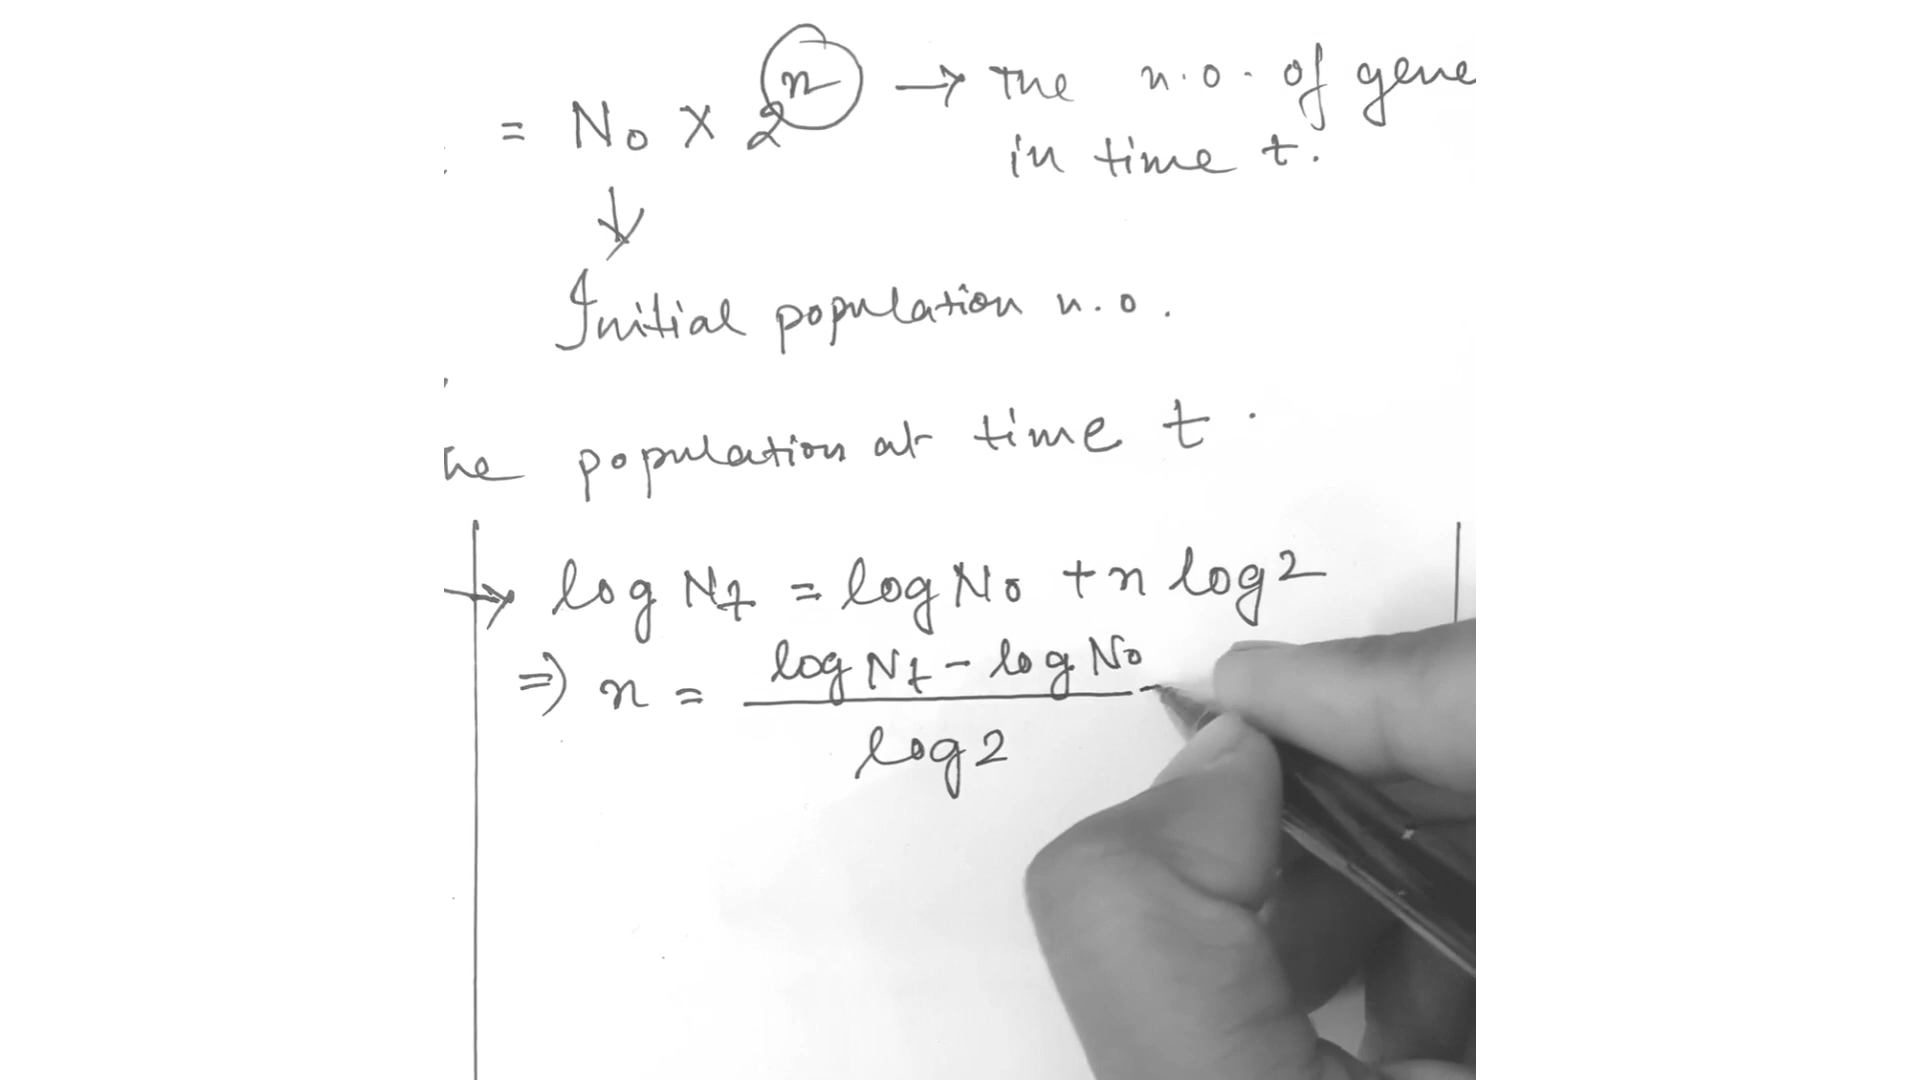 = N₀ × 2ⁿ → The n.o. of gene
in time t.
↓
Initial population n.o.
he population at time t.
→ log Nt = log N₀ + n log 2
⇒ n = (log Nt - log N₀) / log 2